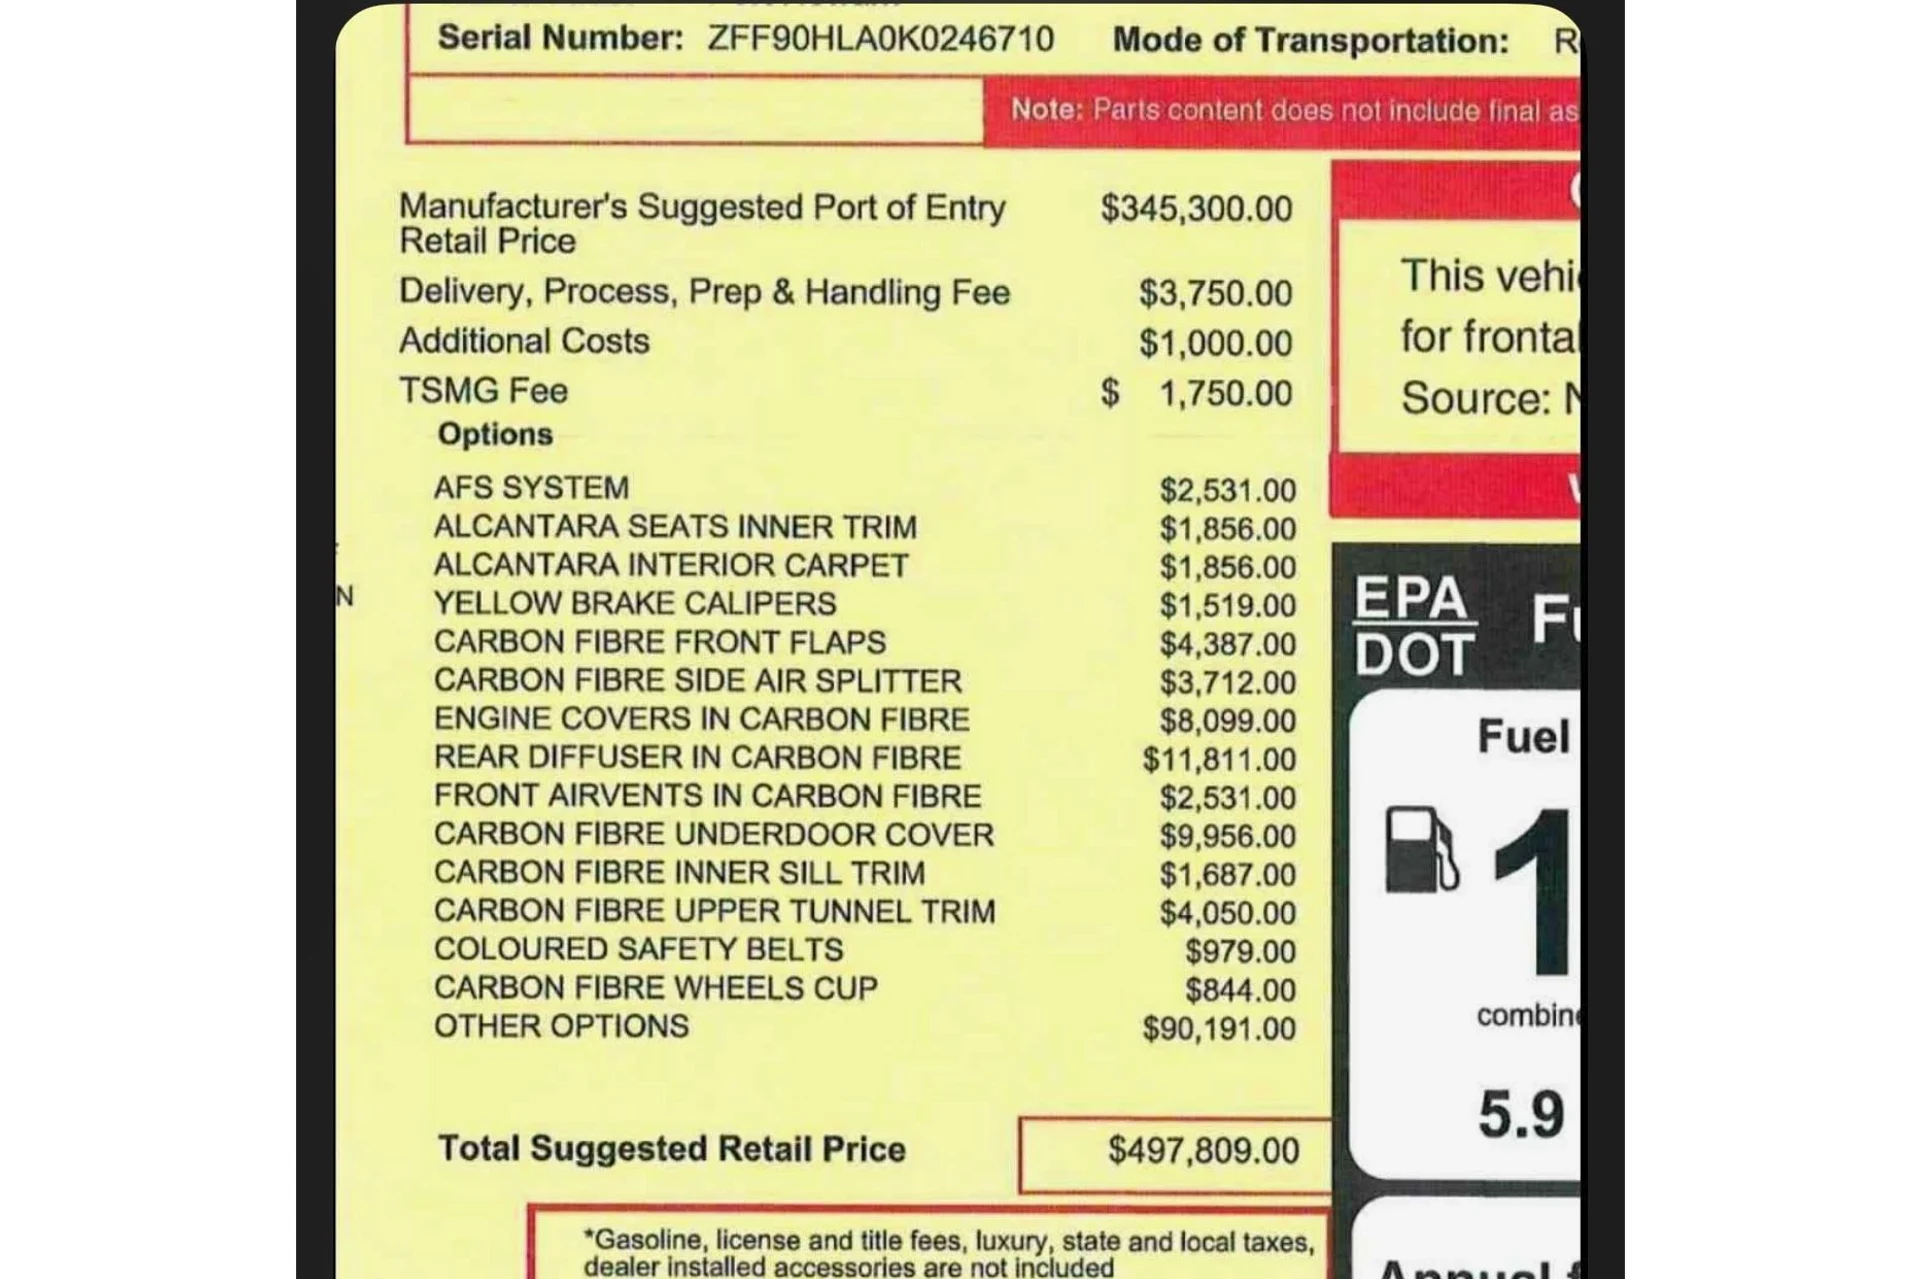 Serial Number: ZFF90HLA0K0246710 Mode of Transportation:
Note: Parts content does not include final
Manufacturer's Suggested Port of Entry $345,300.00
Retail Price
Delivery, Process, Prep & Handling Fee $3,750.00
Additional Costs $1,000.00
TSMG Fee $ 1,750.00
Options
AFS SYSTEM $2,531.00
ALCANTARA SEATS INNER TRIM $1,856.00
ALCANTARA INTERIOR CARPET $1,856.00
YELLOW BRAKE CALIPERS $1,519.00
CARBON FIBRE FRONT FLAPS $4,387.00
CARBON FIBRE SIDE AIR SPLITTER $3,712.00
ENGINE COVERS IN CARBON FIBRE $8,099.00
REAR DIFFUSER IN CARBON FIBRE $11,811.00
FRONT AIRVENTS IN CARBON FIBRE $2,531.00
CARBON FIBRE UNDERDOOR COVER $9,956.00
CARBON FIBRE INNER SILL TRIM $1,687.00
CARBON FIBRE UPPER TUNNEL TRIM $4,050.00
COLOURED SAFETY BELTS $979.00
CARBON FIBRE WHEELS CUP $844.00
OTHER OPTIONS $90,191.00
Total Suggested Retail Price $497,809.00
*Gasoline, license and title fees, luxury, state and local taxes,
dealer installed accessories are not included
N
This vehi
for frontal
Source: N
EPA
DOT
Fu
Fuel
1
combine
5.9
Annual f